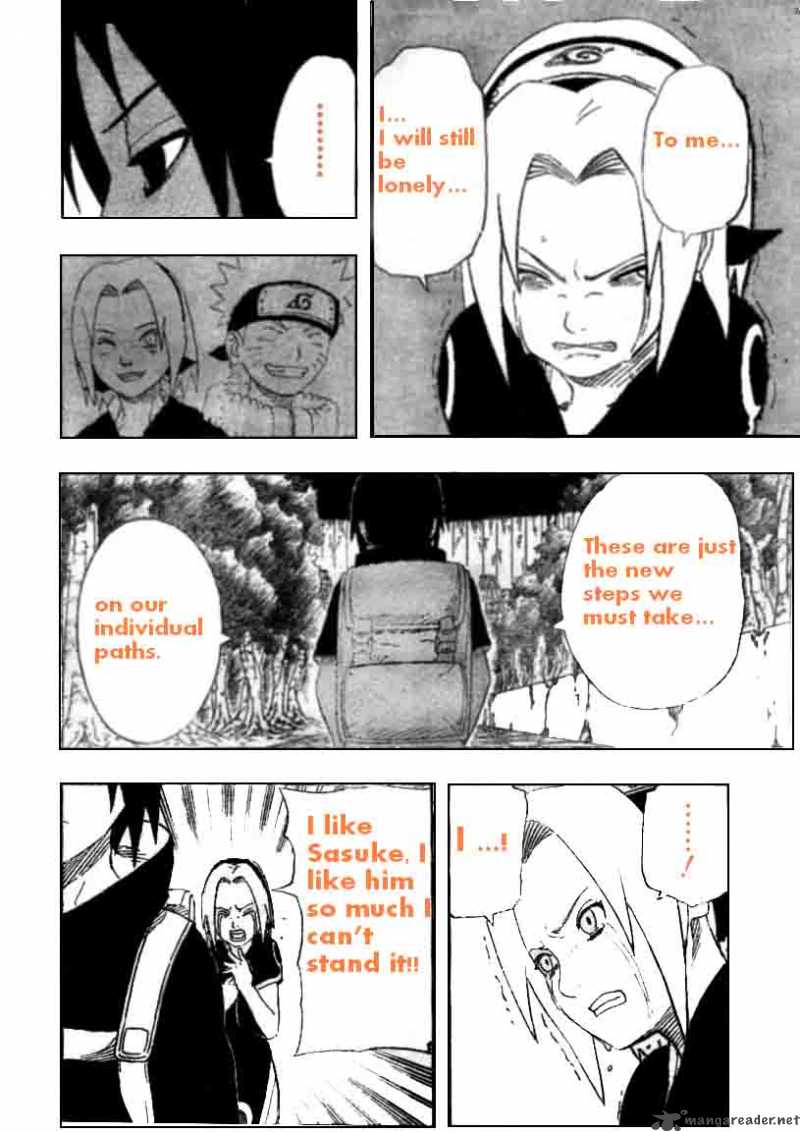 To me...
I...
I will still
be
lonely...
.........
These are just
the new
steps we
must take...
on our
individual
paths.
......!
I ...!
I like
Sasuke, I
like him
so much I
can't
stand it!!
mangareader.net